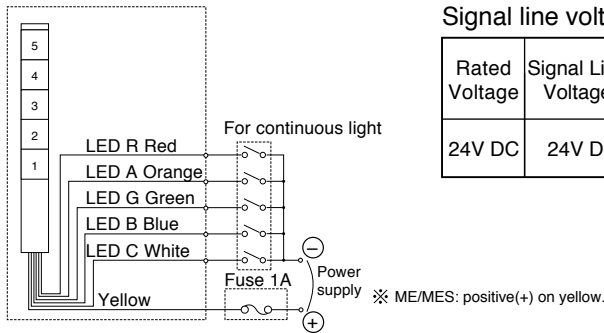 Signal line volt
5
4
3
2
1
Rated Voltage
Signal Li
Voltage
24V DC
24V D
For continuous light
LED R Red
LED A Orange
LED G Green
LED B Blue
LED C White
Yellow
Fuse 1A
−
+
Power
supply
※ ME/MES: positive(+) on yellow.